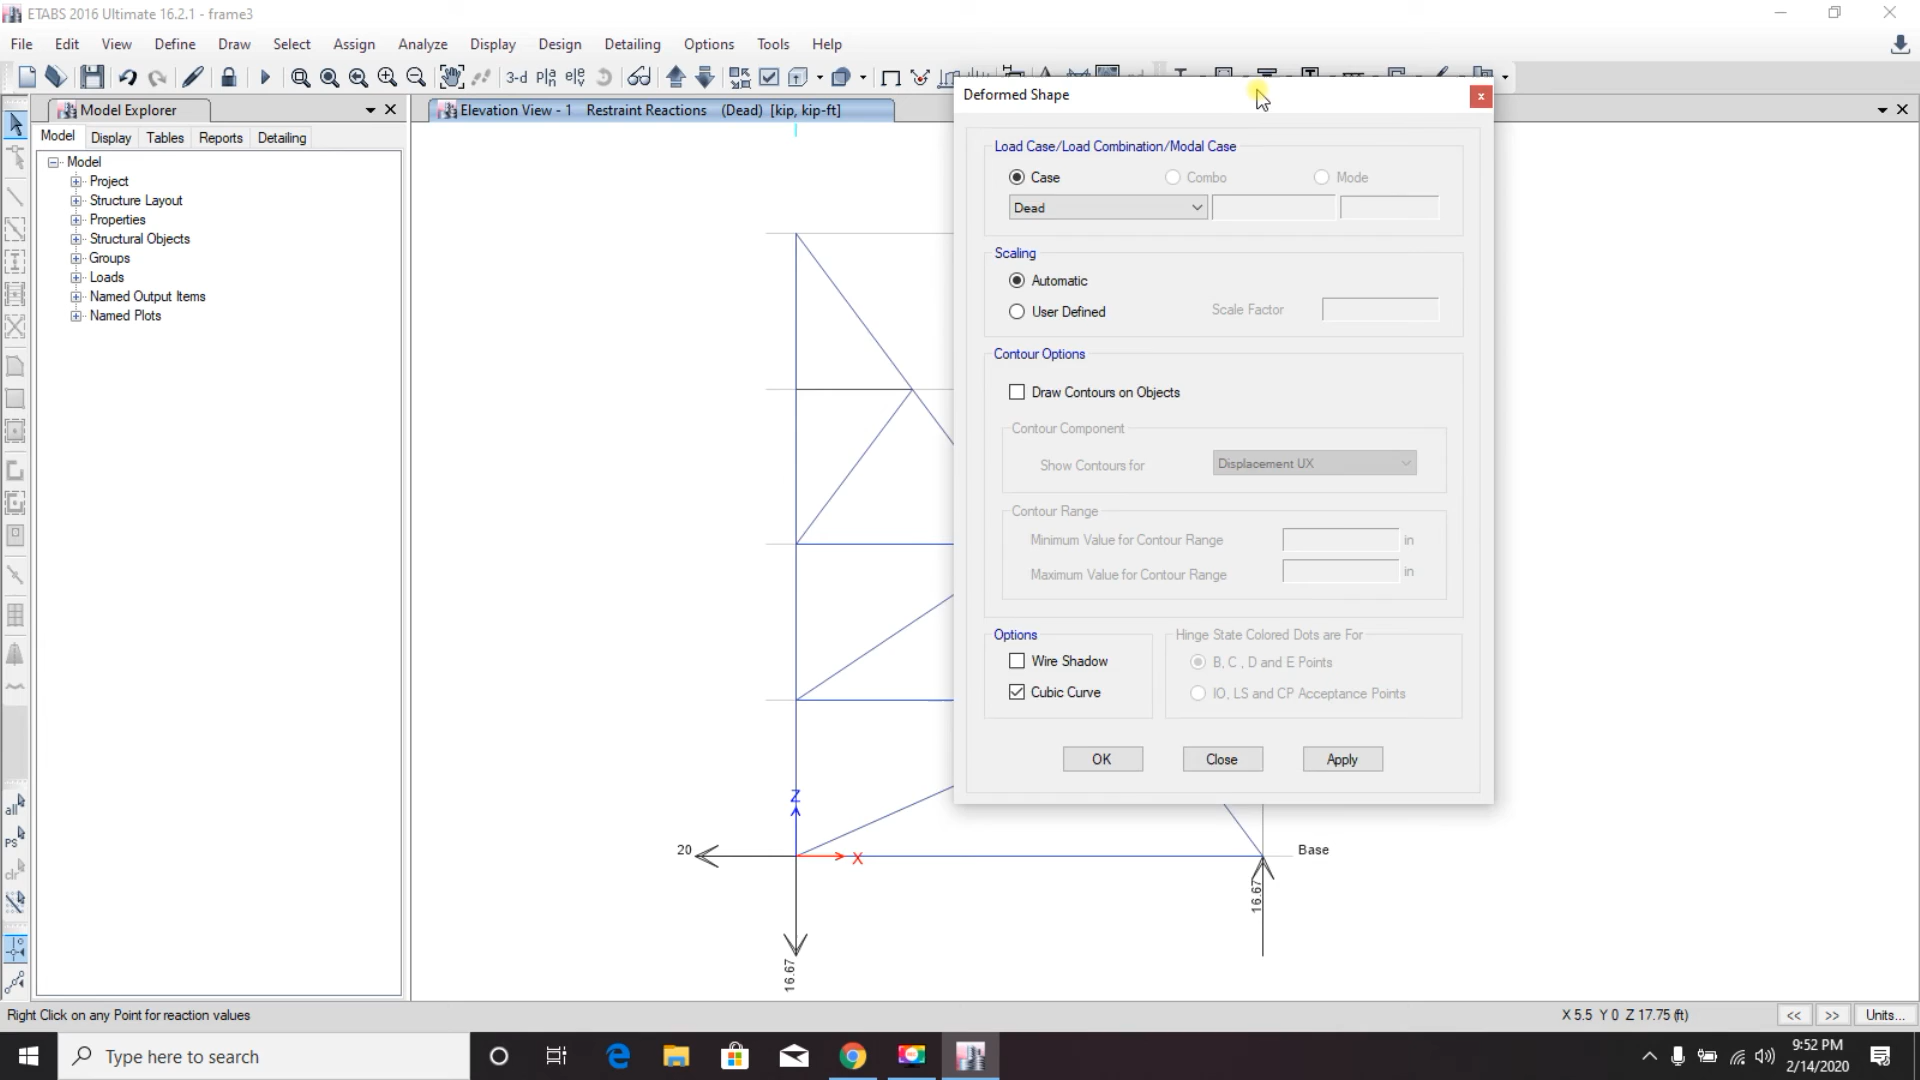 ETABS 2016 Ultimate 16.2.1 - frame3
File Edit View Define Draw Select Assign Analyze Display Design Detailing Options Tools Help
3-d
Model Explorer
Elevation View - 1 Restraint Reactions (Dead) [kip, kip-ft]
Model Display Tables Reports Detailing
Model
Project
Structure Layout
Properties
Structural Objects
Groups
Loads
Named Output Items
Named Plots
Deformed Shape
Load Case/Load Combination/Modal Case
Case Combo Mode
Dead
Scaling
Automatic
User Defined Scale Factor
Contour Options
Draw Contours on Objects
Contour Component
Show Contours for Displacement UX
Contour Range
Minimum Value for Contour Range in
Maximum Value for Contour Range in
Options
Wire Shadow
Cubic Curve
Hinge State Colored Dots are For
B, C , D and E Points
IO, LS and CP Acceptance Points
OK Close Apply
Z
20
X
Base
16.67
16.67
all
PS
clr
Right Click on any Point for reaction values
X 5.5 Y 0 Z 17.75 (ft)
<< >> Units...
Type here to search
9:52 PM
2/14/2020